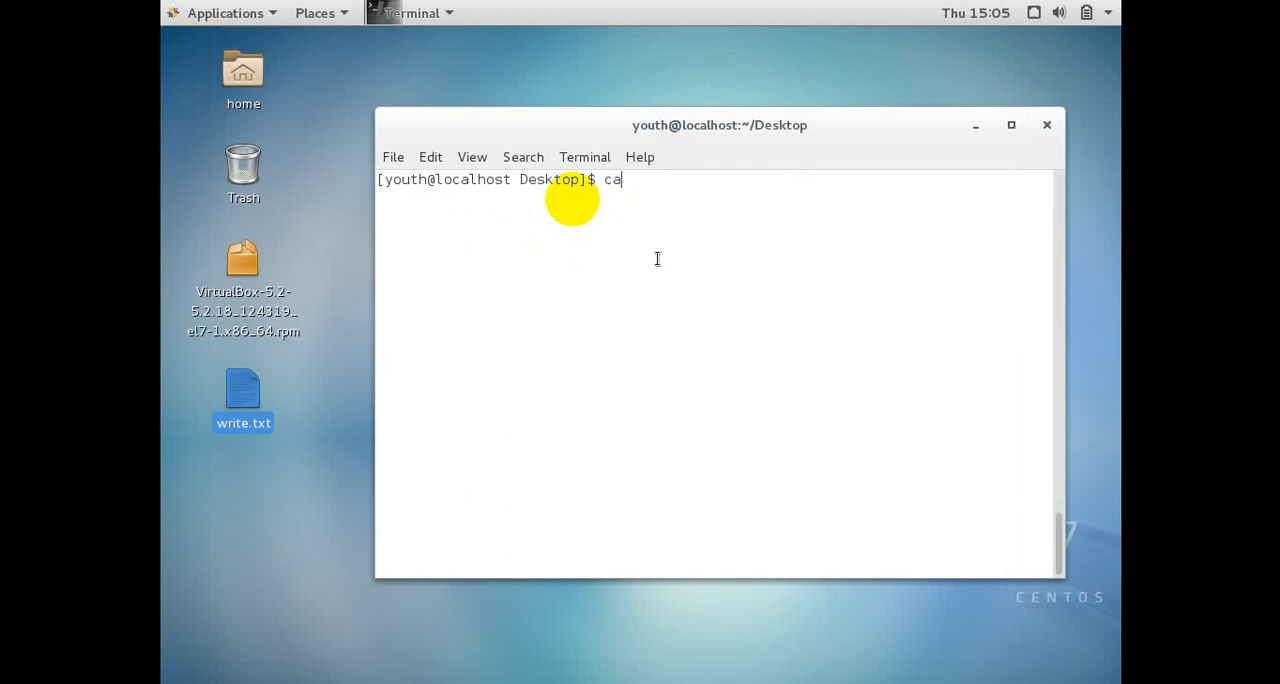 Applications Places Terminal Thu 15:05
home
Trash
VirtualBox-5.2-
5.2.18_124319_
el7-1.x86_64.rpm
write.txt
youth@localhost:~/Desktop
File Edit View Search Terminal Help
[youth@localhost Desktop]$ ca
7
CENTOS